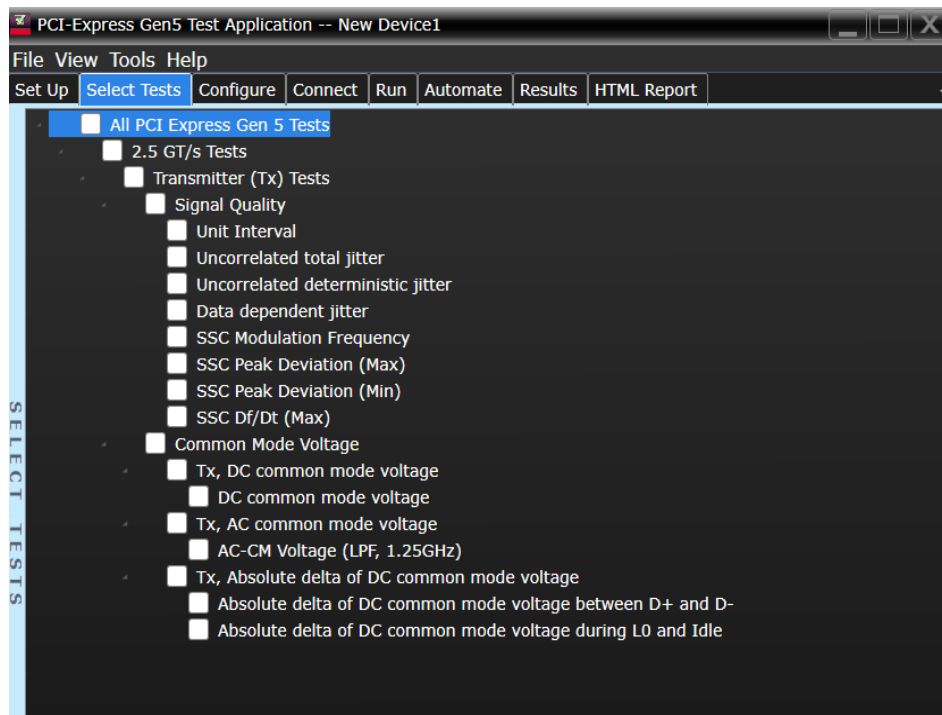 PCI-Express Gen5 Test Application -- New Device1
File View Tools Help
Set Up Select Tests Configure Connect Run Automate Results HTML Report
All PCI Express Gen 5 Tests
2.5 GT/s Tests
Transmitter (Tx) Tests
Signal Quality
Unit Interval
Uncorrelated total jitter
Uncorrelated deterministic jitter
Data dependent jitter
SSC Modulation Frequency
SSC Peak Deviation (Max)
SSC Peak Deviation (Min)
SSC Df/Dt (Max)
Common Mode Voltage
Tx, DC common mode voltage
DC common mode voltage
Tx, AC common mode voltage
AC-CM Voltage (LPF, 1.25GHz)
Tx, Absolute delta of DC common mode voltage
Absolute delta of DC common mode voltage between D+ and D-
Absolute delta of DC common mode voltage during L0 and Idle
SELECT TESTS